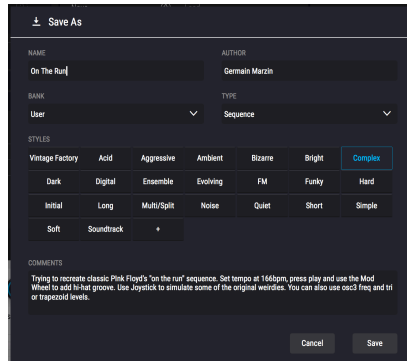 Save As
NAME
AUTHOR
On The Run
Germain Marzin
BANK
TYPE
User
Sequence
STYLES
Vintage Factory Acid Aggressive Ambient Bizarre Bright Complex
Dark Digital Ensemble Evolving FM Funky Hard
Initial Long Multi/Split Noise Quiet Short Simple
Soft Soundtrack +
COMMENTS
Trying to recreate classic PInk Floyd's "on the run" sequence. Set tempo at 166bpm, press play and use the Mod
Wheel to add hi-hat groove. Use Joystick to simulate some of the original weirdies. You can also use osc3 freq and tri
or trapezoid levels.
Cancel Save